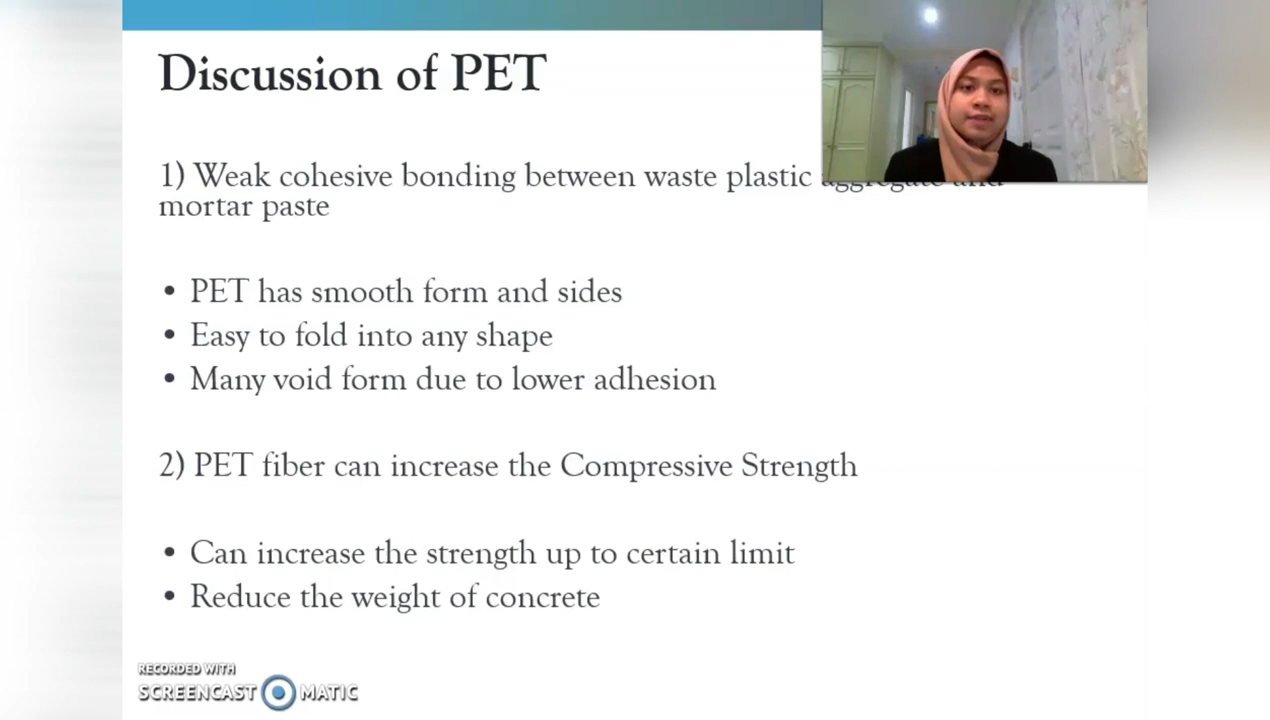 Discussion of PET
1) Weak cohesive bonding between waste plastic aggregate and
mortar paste
• PET has smooth form and sides
• Easy to fold into any shape
• Many void form due to lower adhesion
2) PET fiber can increase the Compressive Strength
• Can increase the strength up to certain limit
• Reduce the weight of concrete
RECORDED WITH
SCREENCAST MATIC